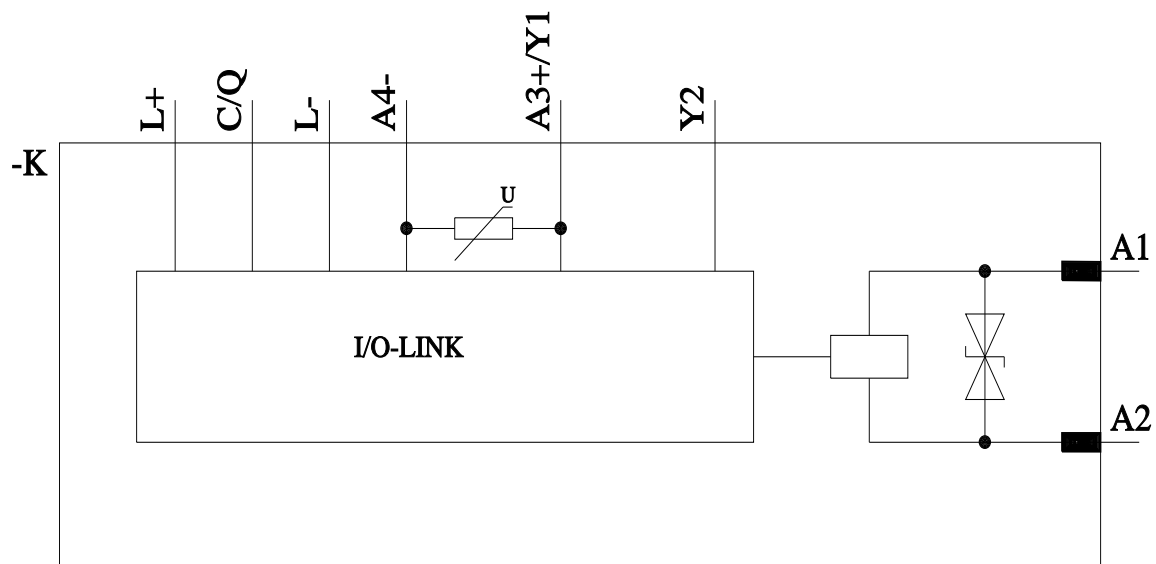 L+
C/Q
L-
A4-
A3+/Y1
Y2
-K
U
A1
I/O-LINK
A2